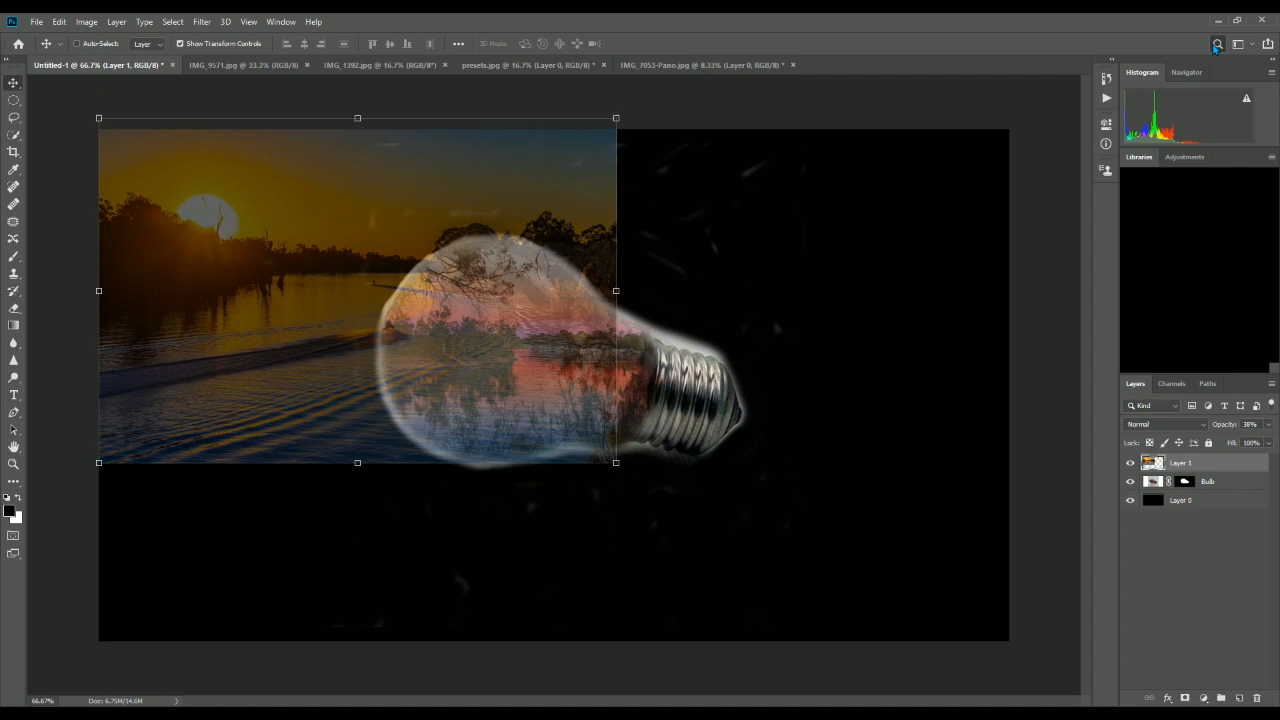 Ps File Edit Image Layer Type Select Filter 3D View Window Help
Auto-Select: Layer Show Transform Controls 3D Mode:
Untitled-1 @ 66.7% (Layer 1, RGB/8) * IMG_9571.jpg @ 33.3% (RGB/8) IMG_1392.jpg @ 16.7% (RGB/8*) presets.jpg @ 16.7% (Layer 0, RGB/8) * IMG_7053-Pano.jpg @ 8.33% (Layer 0, RGB/8) *
Histogram Navigator
Libraries Adjustments
Layers Channels Paths
Kind
Normal Opacity: 38%
Lock: Fill: 100%
Layer 1
Bulb
Layer 0
66.67% Doc: 6.75M/14.6M